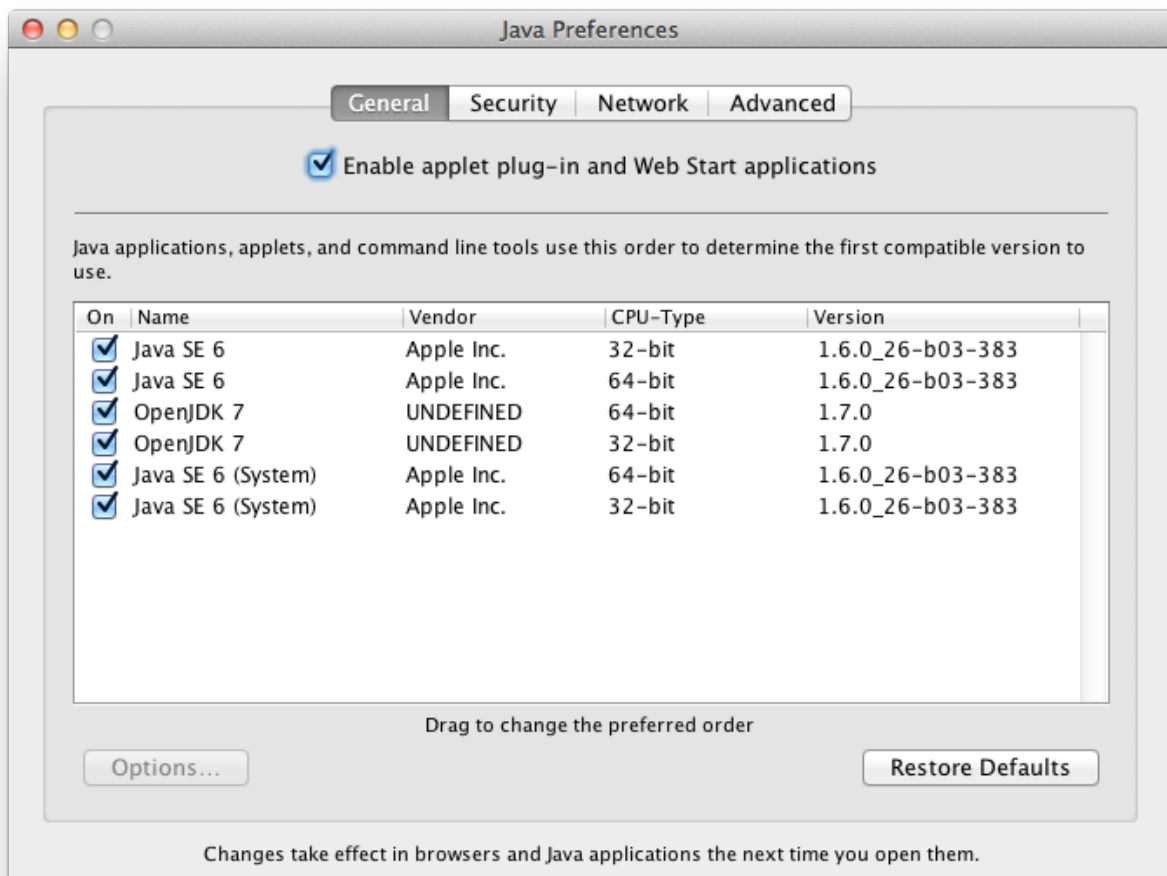 Java Preferences
General Security Network Advanced
Enable applet plug-in and Web Start applications
Java applications, applets, and command line tools use this order to determine the first compatible version to
use.
On Name Vendor CPU-Type Version
Java SE 6 Apple Inc. 32-bit 1.6.0_26-b03-383
Java SE 6 Apple Inc. 64-bit 1.6.0_26-b03-383
OpenJDK 7 UNDEFINED 64-bit 1.7.0
OpenJDK 7 UNDEFINED 32-bit 1.7.0
Java SE 6 (System) Apple Inc. 64-bit 1.6.0_26-b03-383
Java SE 6 (System) Apple Inc. 32-bit 1.6.0_26-b03-383
Drag to change the preferred order
Options... Restore Defaults
Changes take effect in browsers and Java applications the next time you open them.